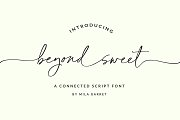 INTRODUCING
beyond sweet
A CONNECTED SCRIPT FONT
BY MILA GARRET